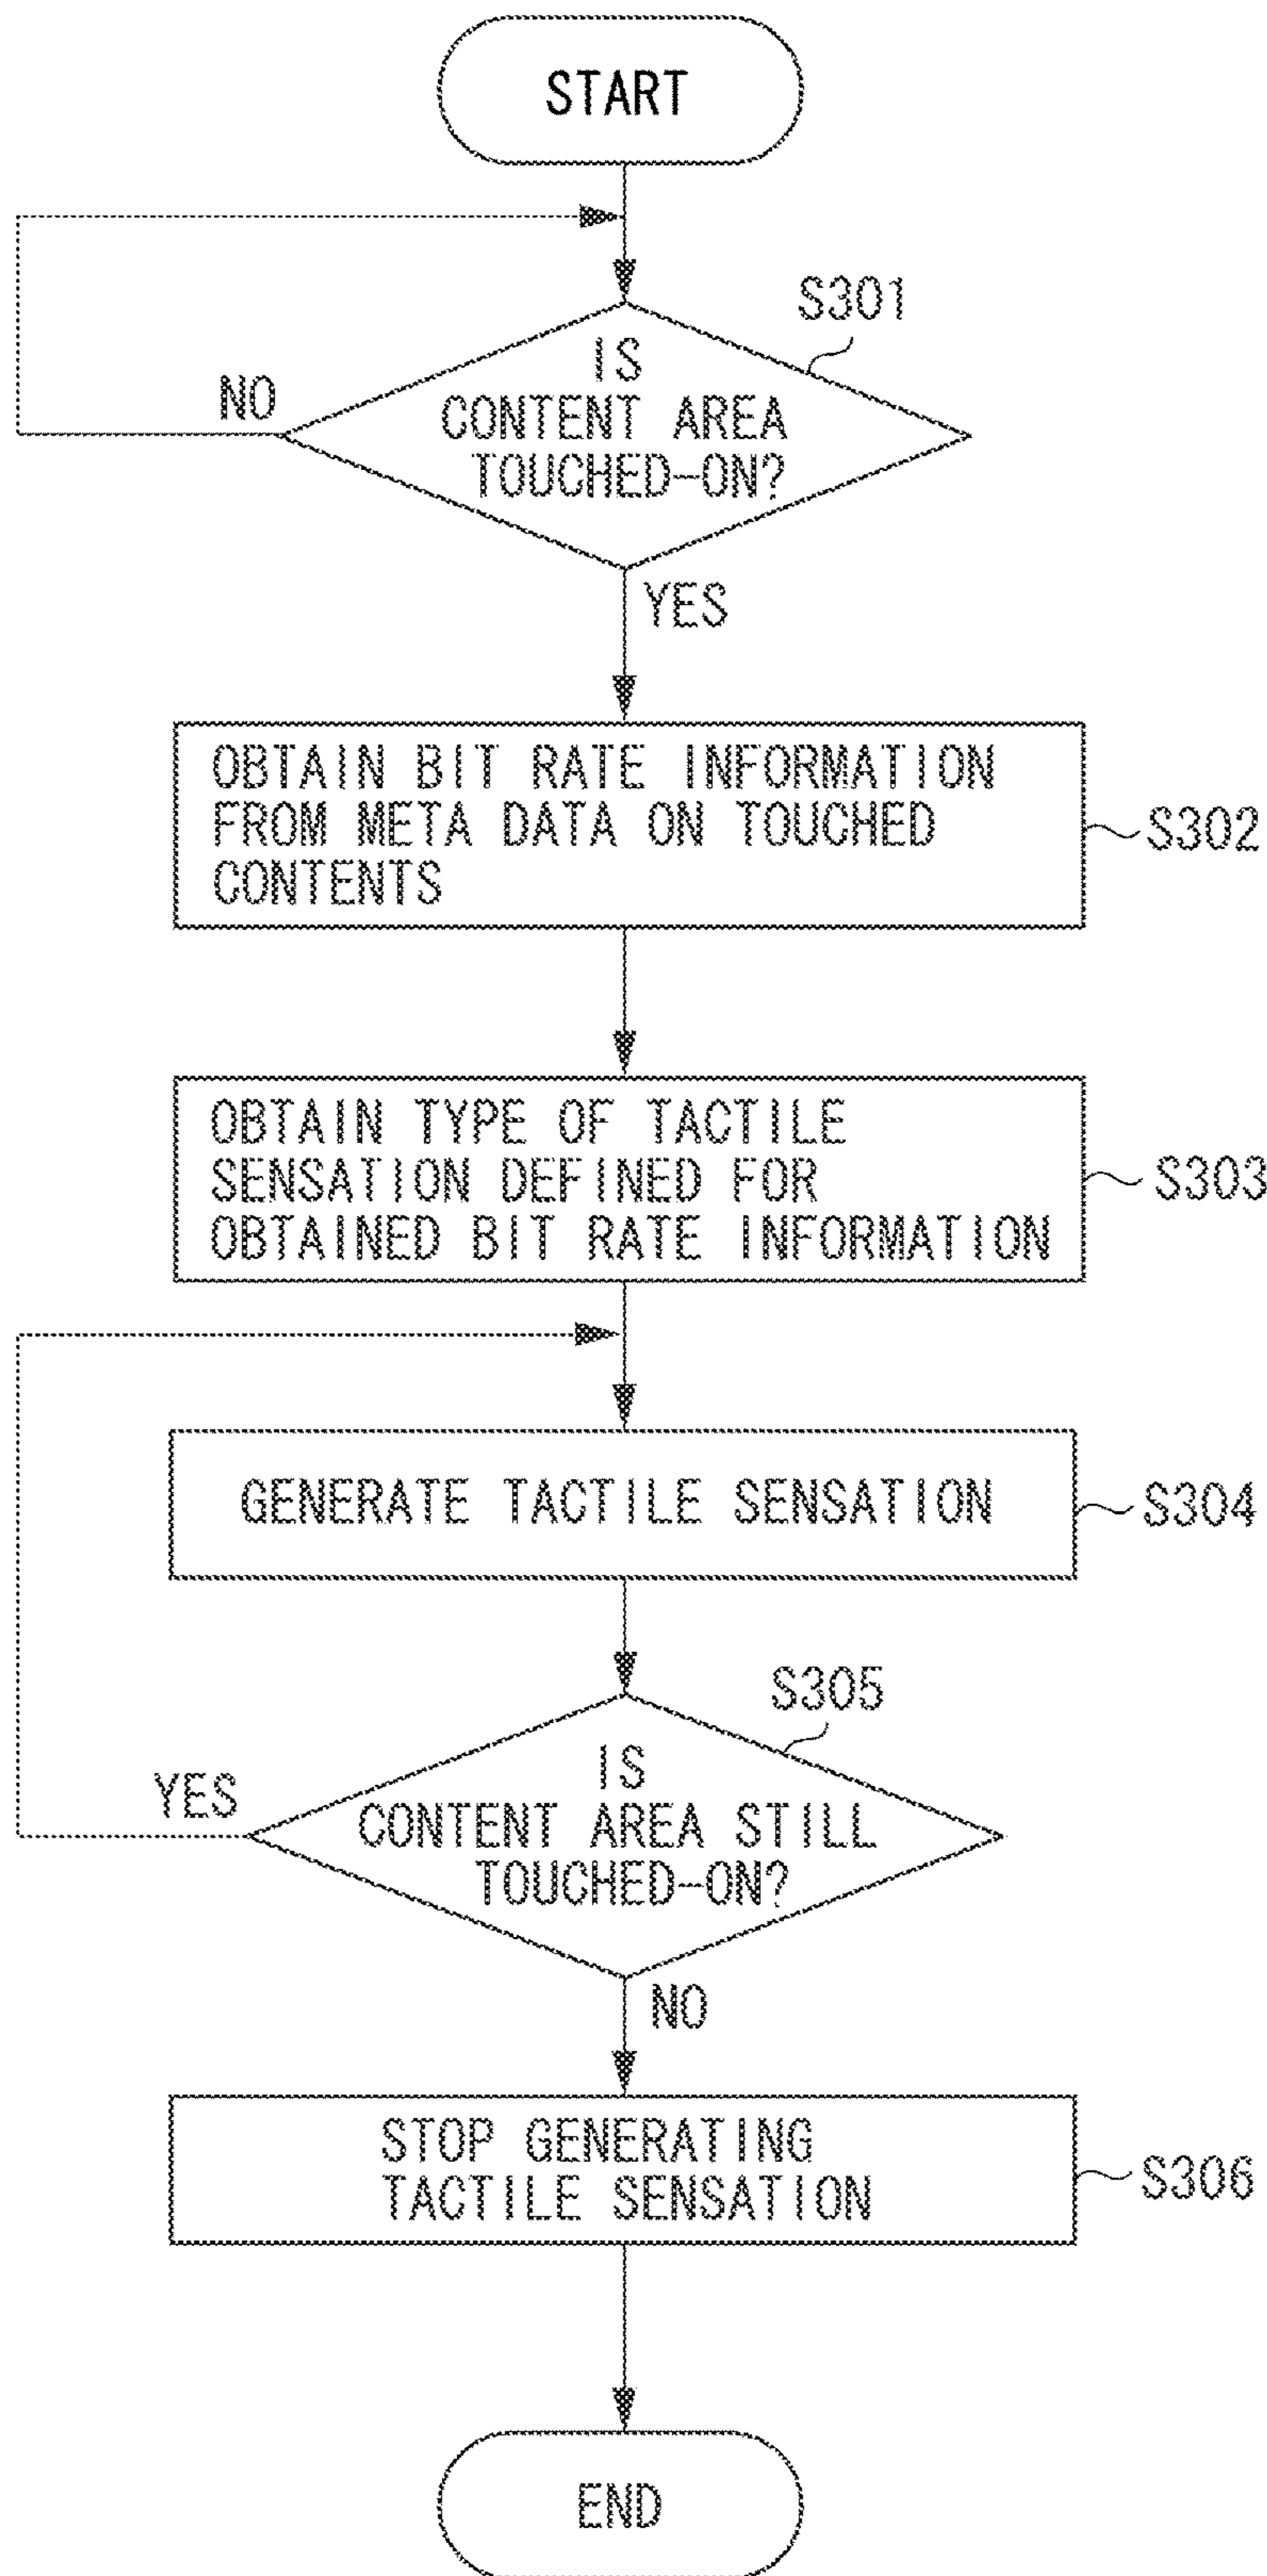 START
S301
IS
CONTENT AREA
TOUCHED-ON?
NO
YES
OBTAIN BIT RATE INFORMATION
FROM META DATA ON TOUCHED
CONTENTS
S302
OBTAIN TYPE OF TACTILE
SENSATION DEFINED FOR
OBTAINED BIT RATE INFORMATION
S303
GENERATE TACTILE SENSATION
S304
S305
IS
CONTENT AREA STILL
TOUCHED-ON?
YES
NO
STOP GENERATING
TACTILE SENSATION
S306
END